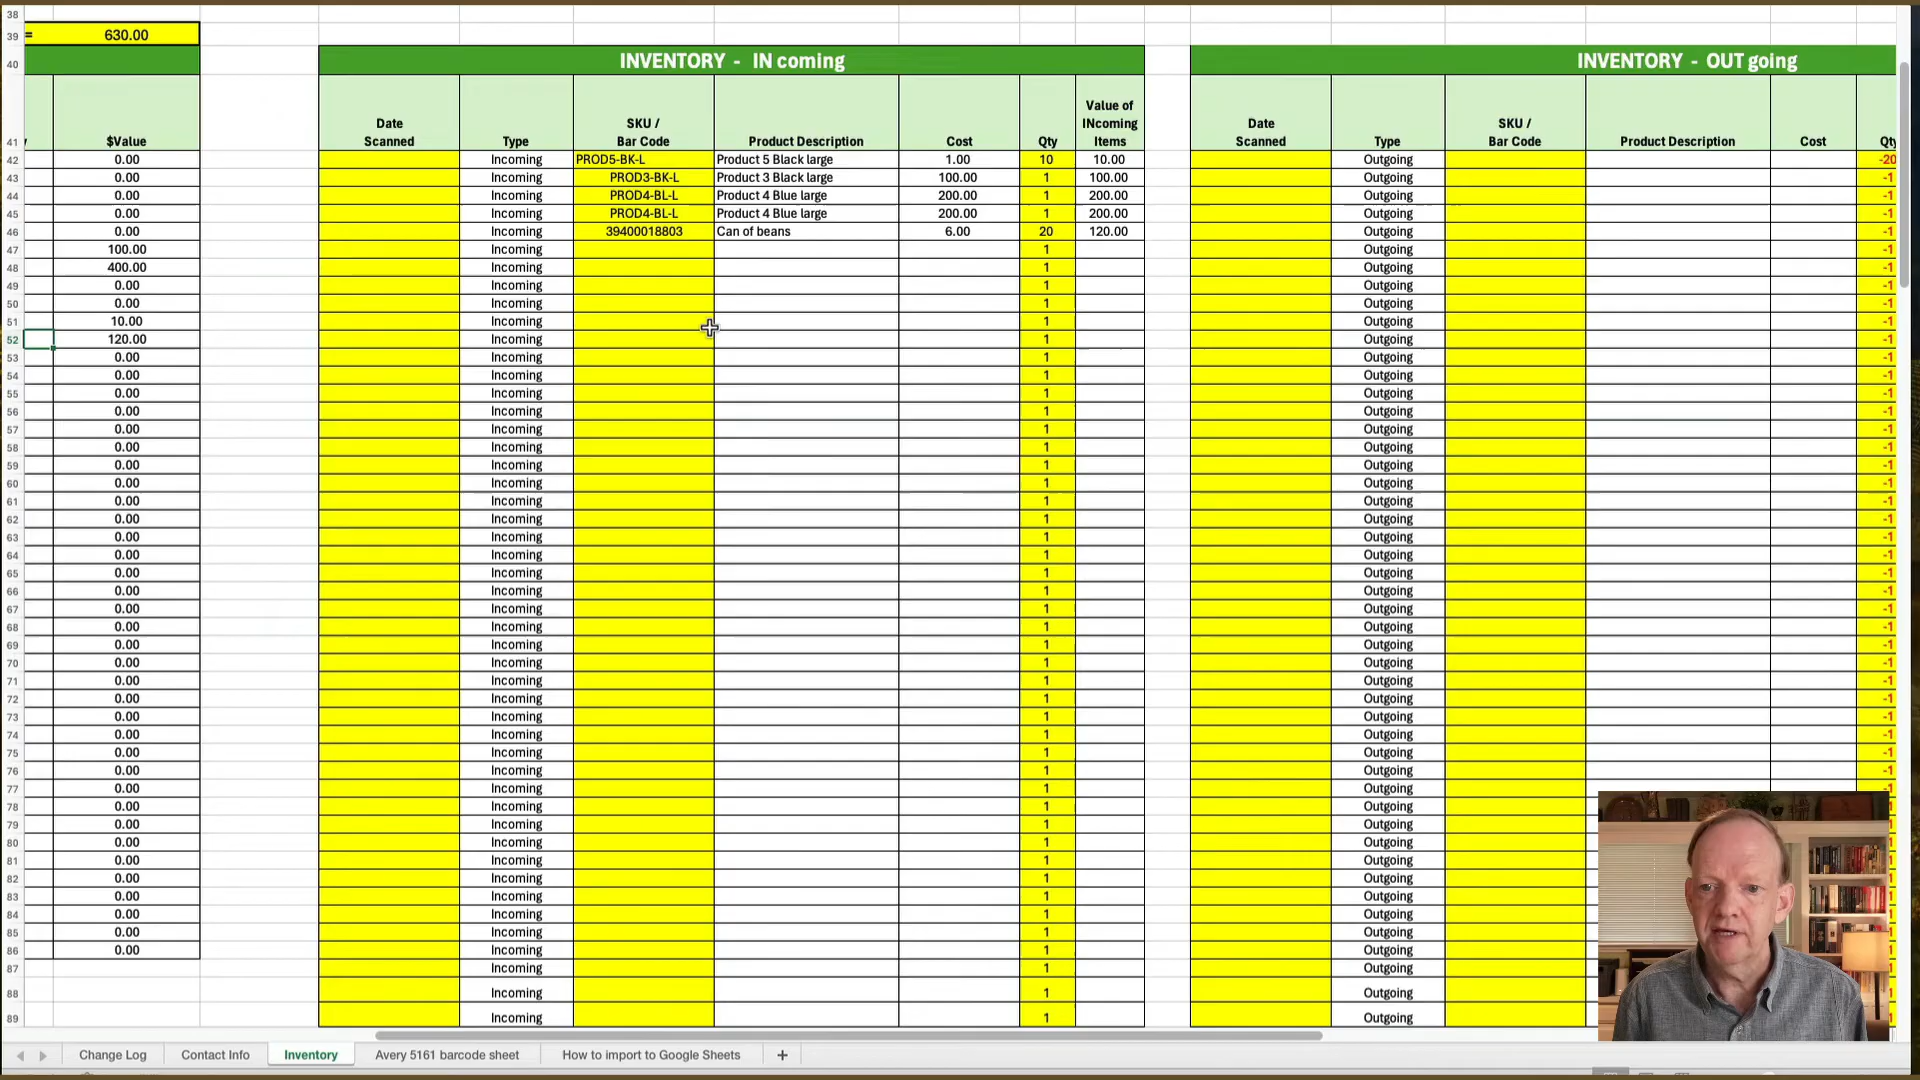 38
39 = 630.00
40 INVENTORY - IN coming INVENTORY - OUT going
41 $Value Date Scanned Type SKU / Bar Code Product Description Cost Qty Value of INcoming Items Date Scanned Type SKU / Bar Code Product Description Cost Qty
42 0.00 Incoming PROD5-BK-L Product 5 Black large 1.00 10 10.00 Outgoing -20
43 0.00 Incoming PROD3-BK-L Product 3 Black large 100.00 1 100.00 Outgoing -1
44 0.00 Incoming PROD4-BL-L Product 4 Blue large 200.00 1 200.00 Outgoing -1
45 0.00 Incoming PROD4-BL-L Product 4 Blue large 200.00 1 200.00 Outgoing -1
46 0.00 Incoming 39400018803 Can of beans 6.00 20 120.00 Outgoing -1
47 100.00 Incoming 1 Outgoing -1
48 400.00 Incoming 1 Outgoing -1
49 0.00 Incoming 1 Outgoing -1
50 0.00 Incoming 1 Outgoing -1
51 10.00 Incoming 1 Outgoing -1
52 120.00 Incoming 1 Outgoing -1
53 0.00 Incoming 1 Outgoing -1
54 0.00 Incoming 1 Outgoing -1
55 0.00 Incoming 1 Outgoing -1
56 0.00 Incoming 1 Outgoing -1
57 0.00 Incoming 1 Outgoing -1
58 0.00 Incoming 1 Outgoing -1
59 0.00 Incoming 1 Outgoing -1
60 0.00 Incoming 1 Outgoing -1
61 0.00 Incoming 1 Outgoing -1
62 0.00 Incoming 1 Outgoing -1
63 0.00 Incoming 1 Outgoing -1
64 0.00 Incoming 1 Outgoing -1
65 0.00 Incoming 1 Outgoing -1
66 0.00 Incoming 1 Outgoing -1
67 0.00 Incoming 1 Outgoing -1
68 0.00 Incoming 1 Outgoing -1
69 0.00 Incoming 1 Outgoing -1
70 0.00 Incoming 1 Outgoing -1
71 0.00 Incoming 1 Outgoing -1
72 0.00 Incoming 1 Outgoing -1
73 0.00 Incoming 1 Outgoing -1
74 0.00 Incoming 1 Outgoing -1
75 0.00 Incoming 1 Outgoing -1
76 0.00 Incoming 1 Outgoing -1
77 0.00 Incoming 1 Outgoing -1
78 0.00 Incoming 1 Outgoing
79 0.00 Incoming 1 Outgoing
80 0.00 Incoming 1 Outgoing
81 0.00 Incoming 1 Outgoing
82 0.00 Incoming 1 Outgoing
83 0.00 Incoming 1 Outgoing
84 0.00 Incoming 1 Outgoing
85 0.00 Incoming 1 Outgoing
86 0.00 Incoming 1 Outgoing
87 Incoming 1 Outgoing
88 Incoming 1 Outgoing
89 Incoming 1 Outgoing
Change Log Contact Info Inventory Avery 5161 barcode sheet How to import to Google Sheets +